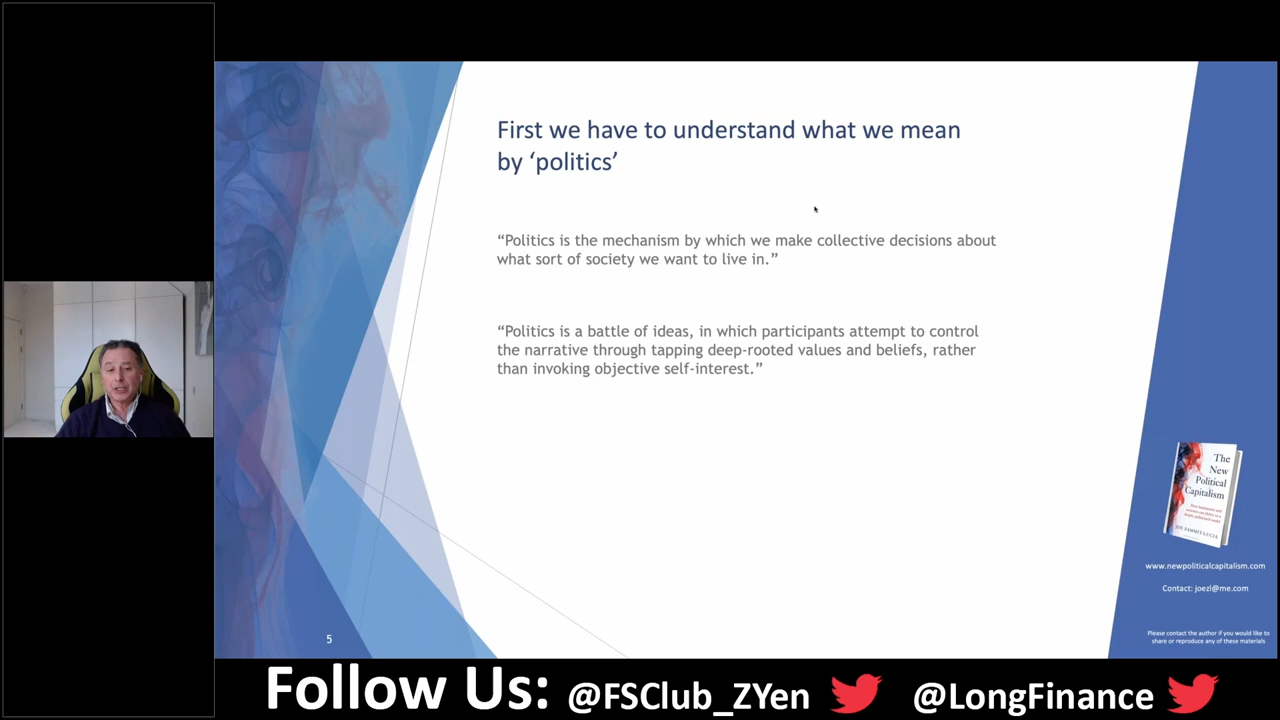 First we have to understand what we mean
by ‘politics’
“Politics is the mechanism by which we make collective decisions about
what sort of society we want to live in.”
“Politics is a battle of ideas, in which participants attempt to control
the narrative through tapping deep-rooted values and beliefs, rather
than invoking objective self-interest.”
The
New
Political
Capitalism
JOE ZAMMIT-LUCIA
www.newpoliticalcapitalism.com
Contact: joezl@me.com
Please contact the author if you would like to
share or reproduce any of these materials
5
Follow Us: @FSClub_ZYen @LongFinance